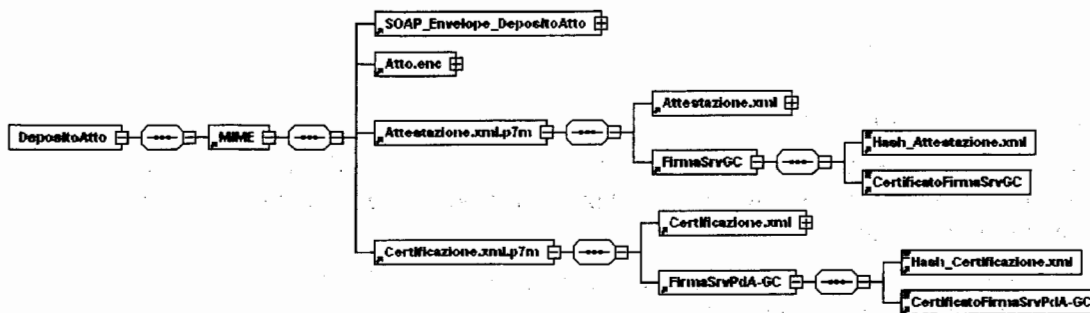 SOAP_Envelope_DepositoAtto
Atto.enc
DepositoAtto
MIME
Attestazione.xml.p7m
Attestazione.xml
FirmaSrvGC
Hash_Attestazione.xml
CertificatoFirmaSrvGC
Certificazione.xml.p7m
Certificazione.xml
FirmaSrvPdA-GC
Hash_Certificazione.xml
CertificatoFirmaSrvPdA-GC